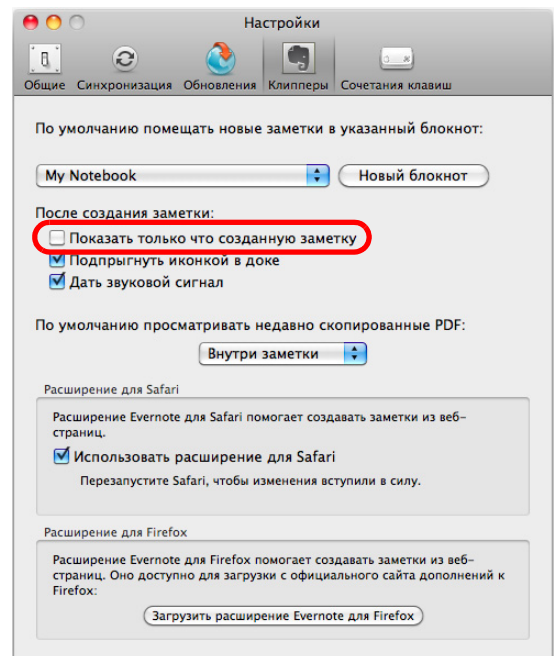 Настройки
Общие Синхронизация Обновления Клипперы Сочетания клавиш
По умолчанию помещать новые заметки в указанный блокнот:
My Notebook Новый блокнот
После создания заметки:
Показать только что созданную заметку
Подпрыгнуть иконкой в доке
Дать звуковой сигнал
По умолчанию просматривать недавно скопированные PDF:
Внутри заметки
Расширение для Safari
Расширение Evernote для Safari помогает создавать заметки из веб-
страниц.
Использовать расширение для Safari
Перезапустите Safari, чтобы изменения вступили в силу.
Расширение для Firefox
Расширение Evernote для Firefox помогает создавать заметки из веб-
страниц. Оно доступно для загрузки с официального сайта дополнений к
Firefox:
Загрузить расширение Evernote для Firefox